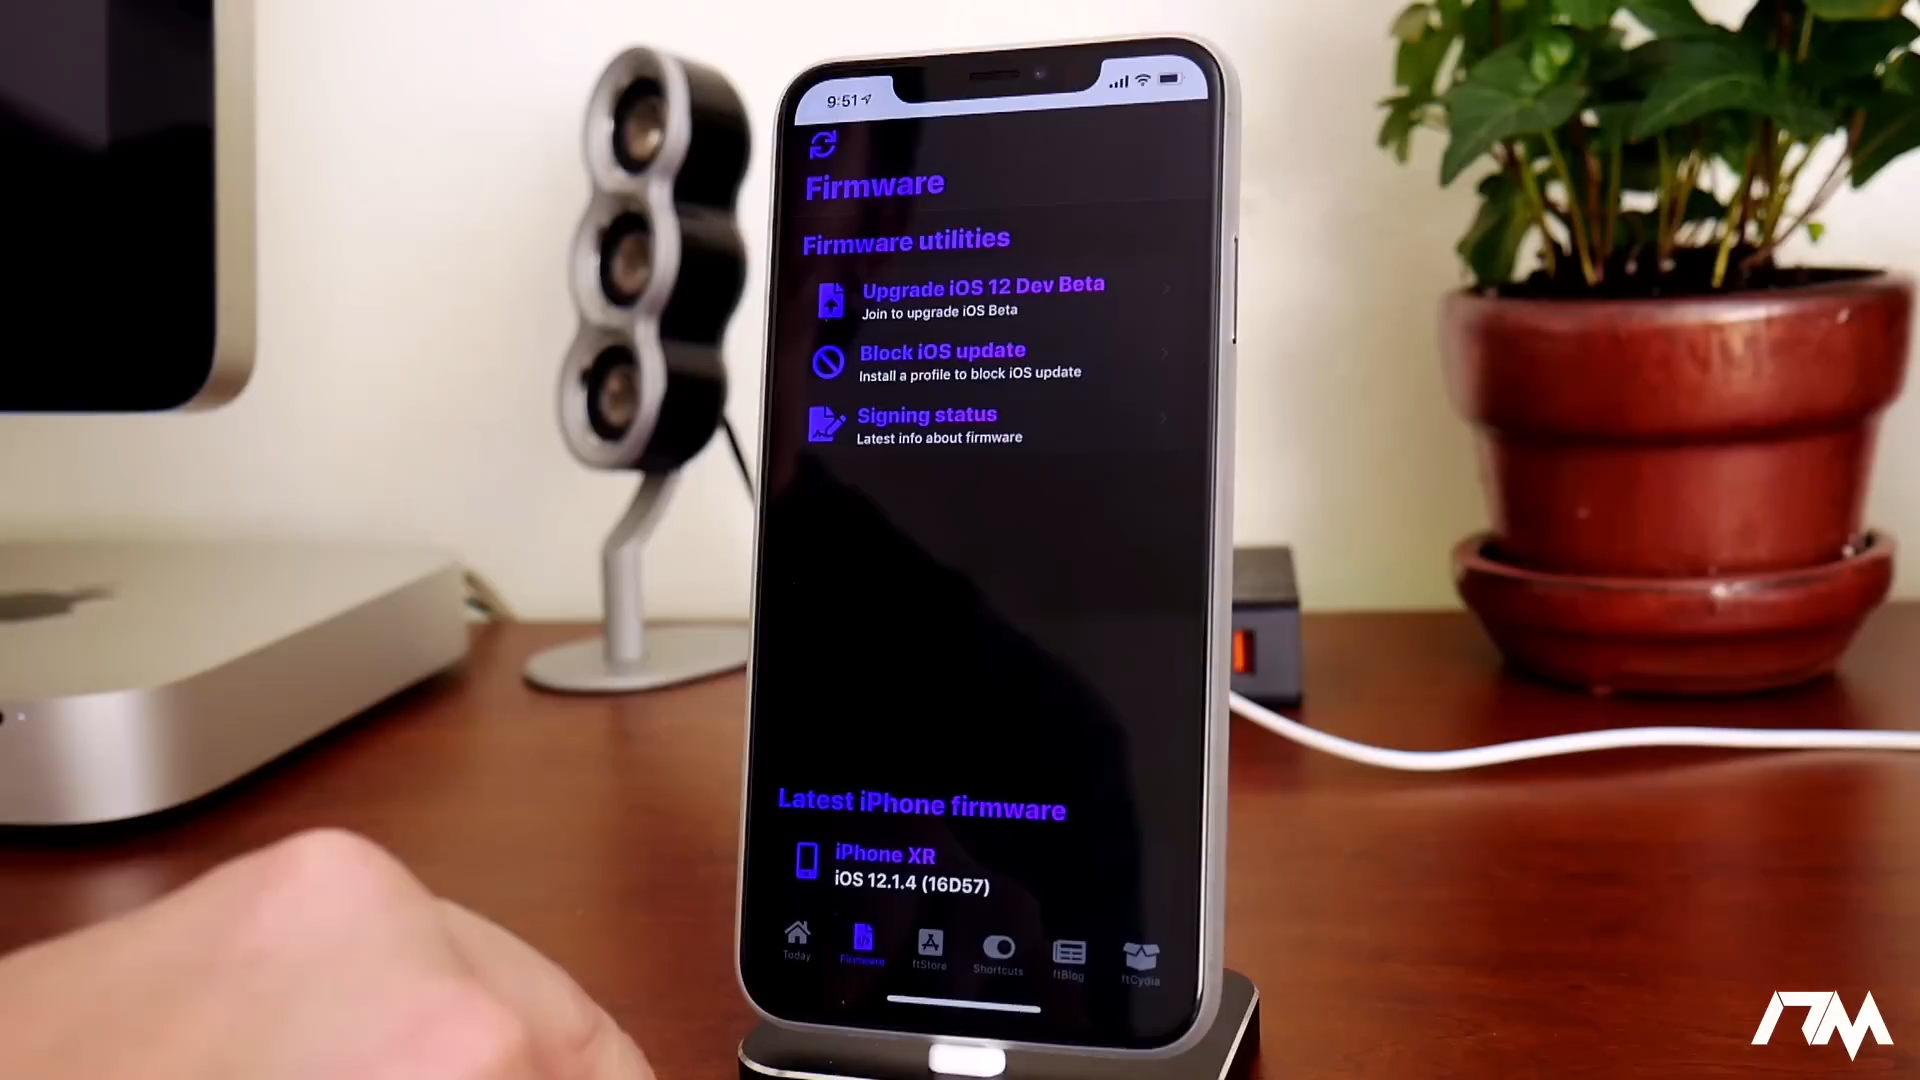 9:51
Firmware
Firmware utilities
Upgrade iOS 12 Dev Beta
Join to upgrade iOS Beta
Block iOS update
Install a profile to block iOS update
Signing status
Latest info about firmware
Latest iPhone firmware
iPhone XR
iOS 12.1.4 (16D57)
Today Firmware ftStore Shortcuts ftBlog ftCydia